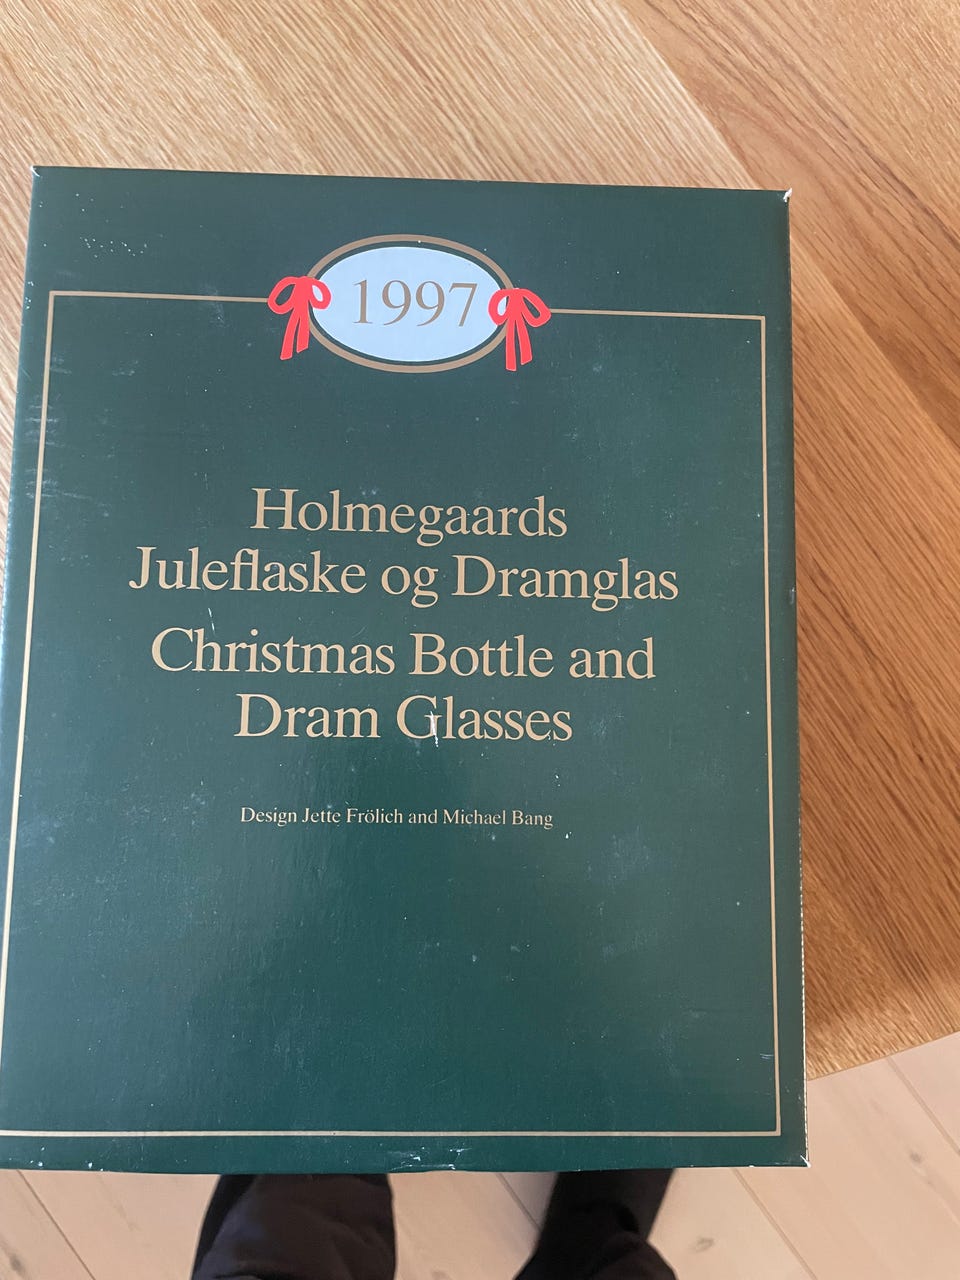 1997
Holmegaards
Juleflaske og Dramglas
Christmas Bottle and
Dram Glasses
Design Jette Frölich and Michael Bang